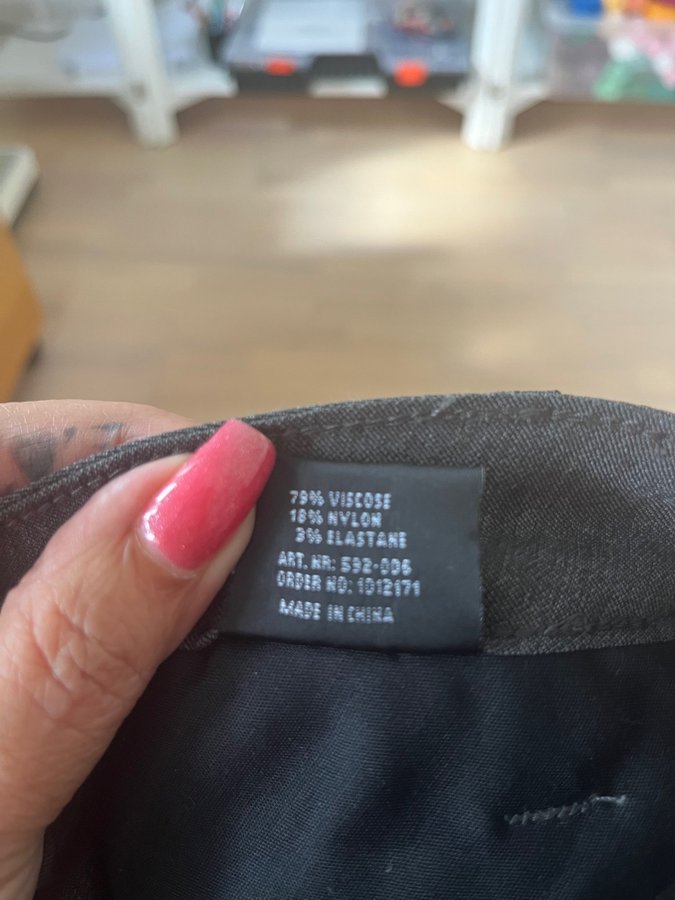 79% VISCOSE
18% NYLON
3% ELASTANE
ART. NR: 592-006
ORDER NO: 1012171
MADE IN CHINA